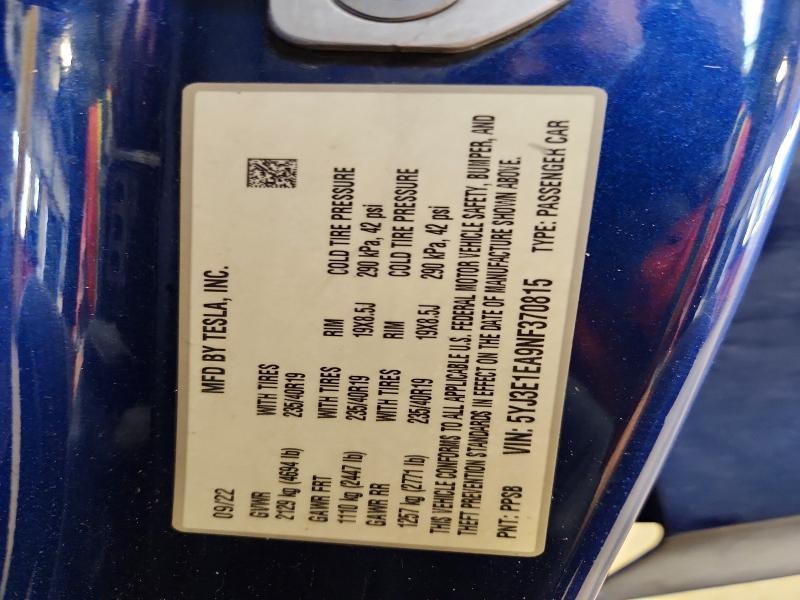 MFD BY TESLA, INC.
09/22
GVWR WITH TIRES
2129 kg (4694 lb) 235/40R19
GAWR FRT WITH TIRES RIM COLD TIRE PRESSURE
1110 kg (2447 lb) 235/40R19 19X8.5J 290 kPa, 42 psi
GAWR RR WITH TIRES RIM COLD TIRE PRESSURE
1257 kg (2771 lb) 235/40R19 19X8.5J 290 kPa, 42 psi
THIS VEHICLE CONFORMS TO ALL APPLICABLE U.S. FEDERAL MOTOR VEHICLE SAFETY, BUMPER, AND
THEFT PREVENTION STANDARDS IN EFFECT ON THE DATE OF MANUFACTURE SHOWN ABOVE.
PNT: PPSB VIN: 5YJ3E1EA9NF370815 TYPE: PASSENGER CAR